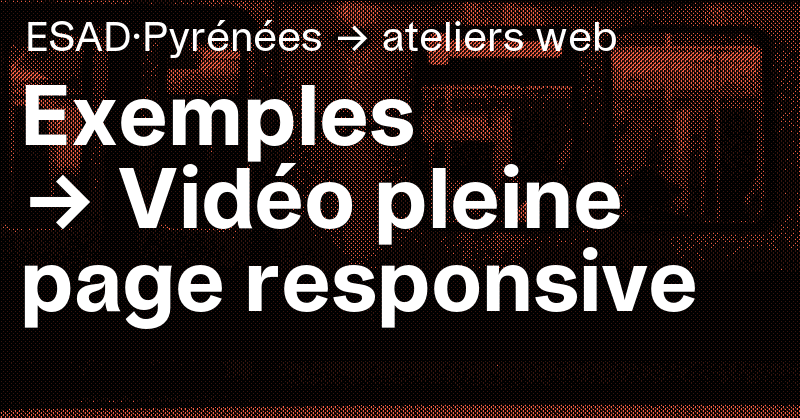 ESAD·Pyrénées → ateliers web
Exemples
→ Vidéo pleine
page responsive